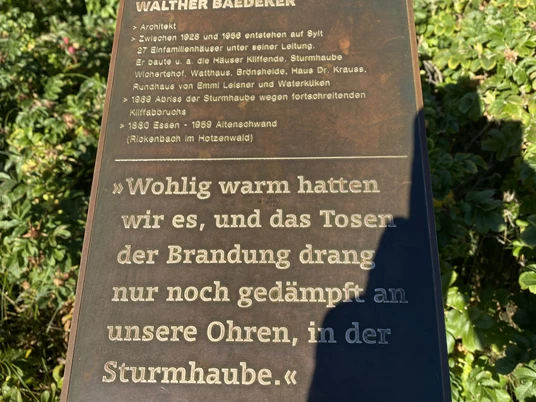 WALTHER BAEDEKER
> Architekt
> Zwischen 1926 und 1956 entstehen auf Sylt
27 Einfamilienhäuser unter seiner Leitung.
Er baute u. a. die Häuser Kliffende, Sturmhaube
Wichertshof, Watthaus, Brönshelde, Haus Dr. Krauss,
Rundhaus von Emmi Leisner und Waterküken
> 1989 Abriss der Sturmhaube wegen fortschreitenden
Kliffabbruchs
> 1880 Essen - 1959 Altenschwand
(Rickenbach im Hotzenwald)
»Wohlig warm hatten
wir es, und das Tosen
der Brandung drang
nur noch gedämpft an
unsere Ohren, in der
Sturmhaube.«